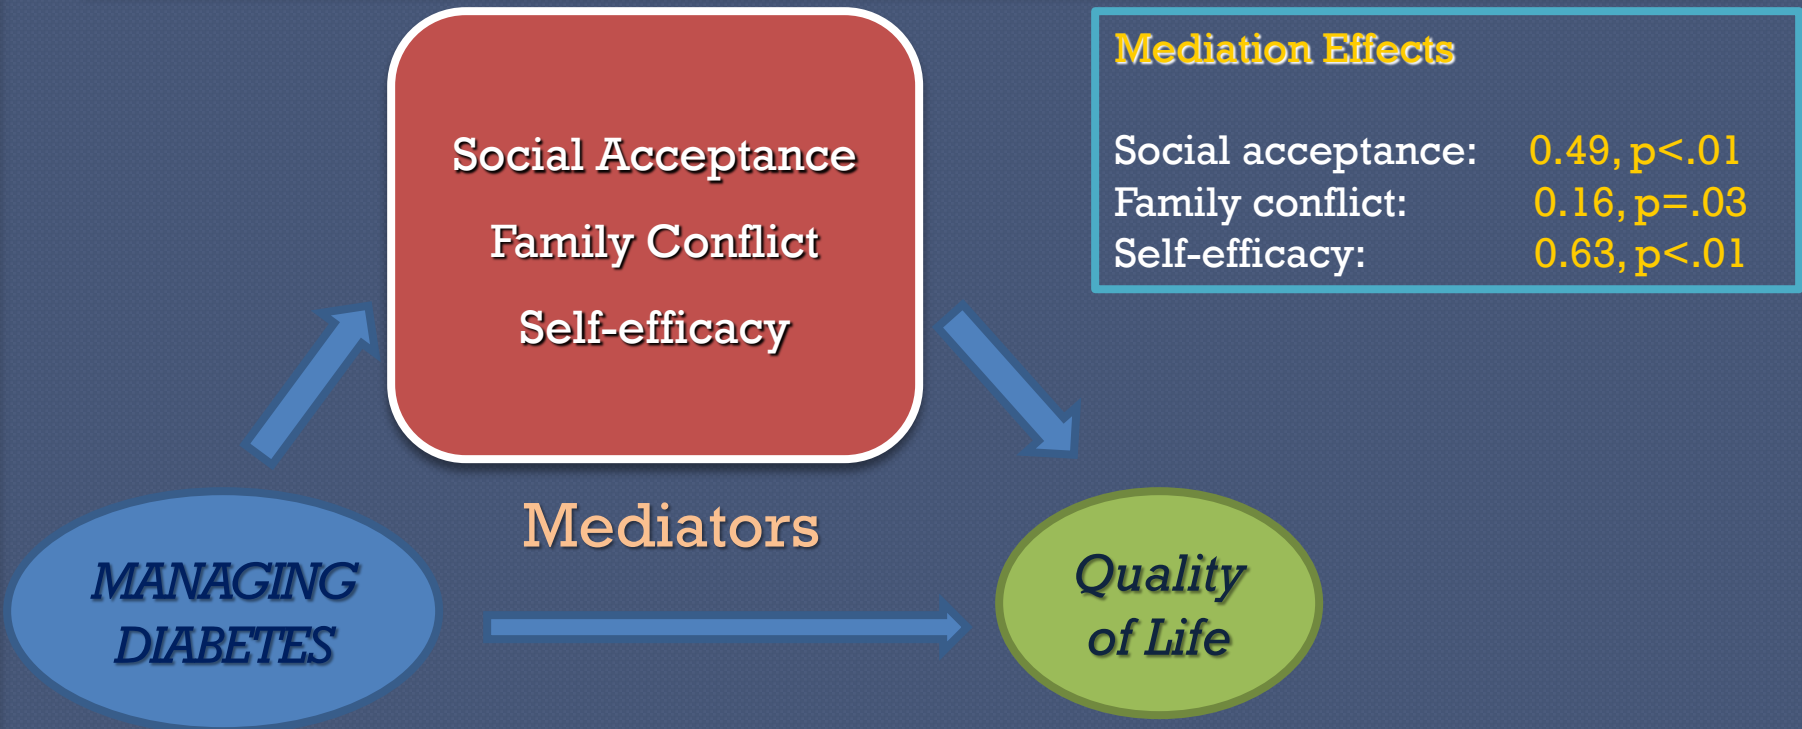 Social Acceptance
Family Conflict
Self-efficacy
Mediation Effects
Social acceptance: 0.49, p<.01
Family conflict: 0.16, p=.03
Self-efficacy: 0.63, p<.01
Mediators
MANAGING
DIABETES
Quality
of Life